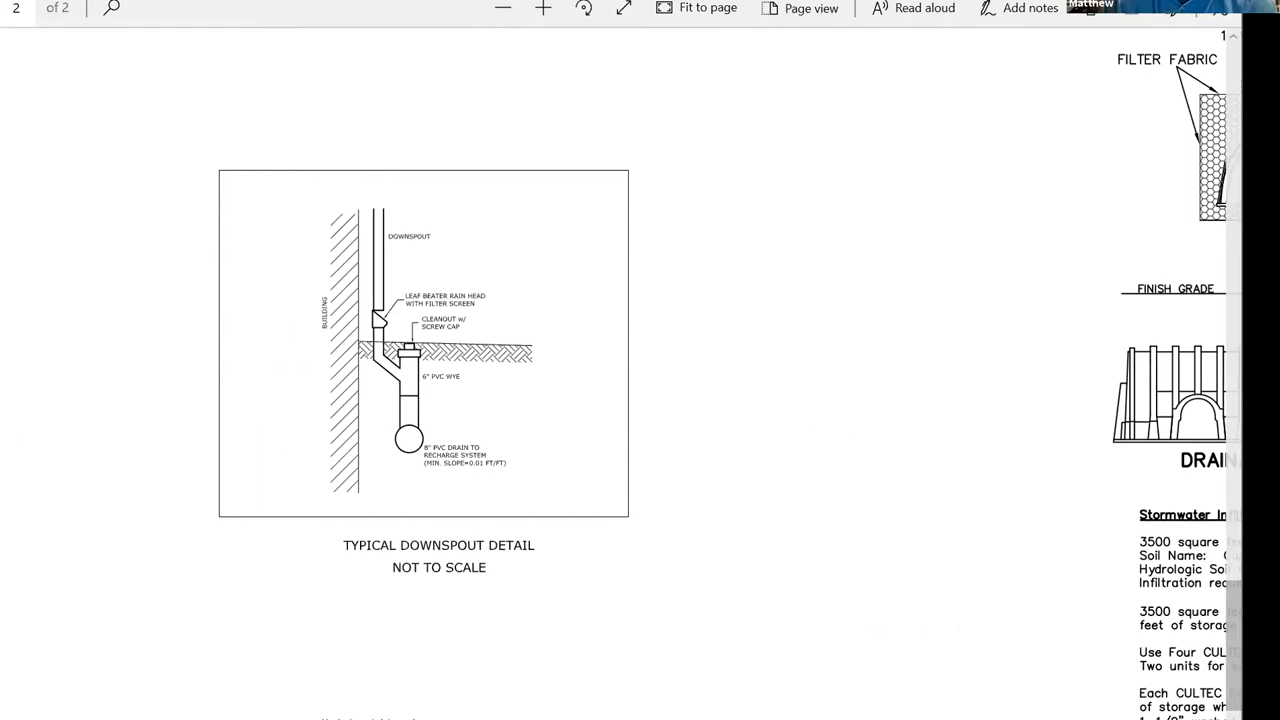 2 of 2 Fit to page Page view Read aloud Add notes Matthew
FILTER FABRIC
DOWNSPOUT
LEAF BEATER RAIN HEAD
WITH FILTER SCREEN
BUILDING
CLEANOUT w/
SCREW CAP
6" PVC WYE
8" PVC DRAIN TO
RECHARGE SYSTEM
(MIN. SLOPE=0.01 FT/FT)
TYPICAL DOWNSPOUT DETAIL
NOT TO SCALE
FINISH GRADE
Stormwater
3500 square
Soil Name:
Hydrologic Soil
Infiltration
3500 square
feet of
Use Four
Two units for
Each CULTEC
of storage